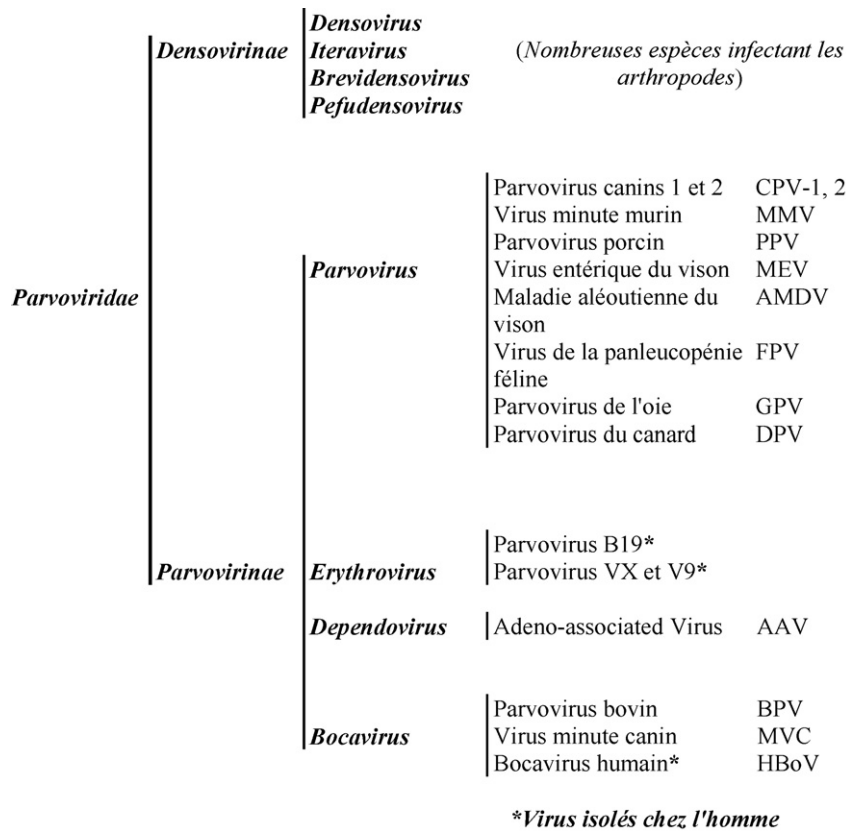 Densovirus
Densovirinae Iteravirus (Nombreuses espèces infectant les
Brevidensovirus arthropodes)
Pefudensovirus
Parvovirus canins 1 et 2 CPV-1, 2
Virus minute murin MMV
Parvovirus porcin PPV
Parvovirus Virus entérique du vison MEV
Parvoviridae Maladie aléoutienne du AMDV
vison
Virus de la panleucopénie FPV
féline
Parvovirus de l'oie GPV
Parvovirus du canard DPV
Parvovirus B19*
Parvovirinae Erythrovirus Parvovirus VX et V9*
Dependovirus Adeno-associated Virus AAV
Parvovirus bovin BPV
Bocavirus Virus minute canin MVC
Bocavirus humain* HBoV
*Virus isolés chez l'homme